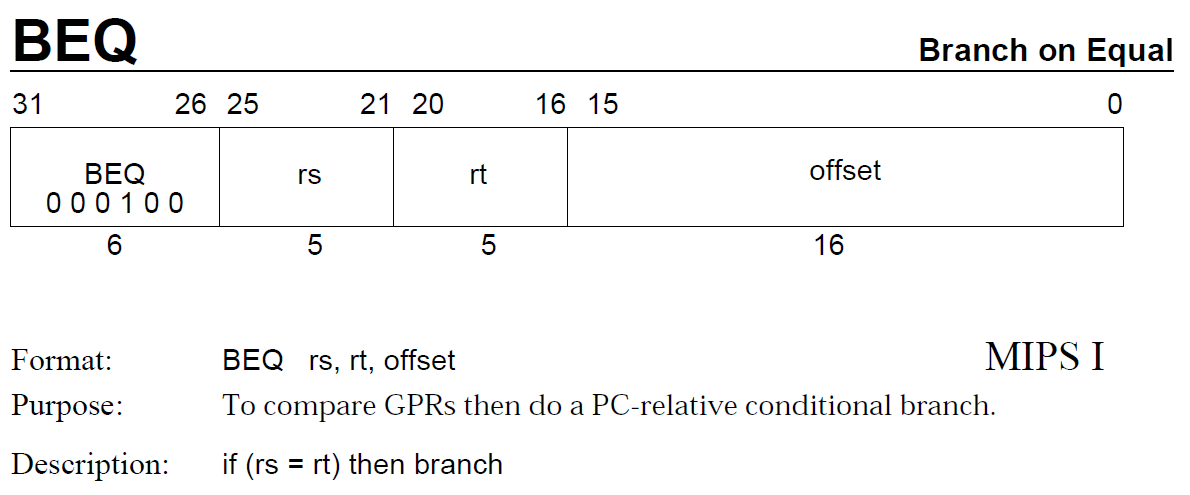 BEQ Branch on Equal
31 26 25 21 20 16 15 0
BEQ rs rt offset
0 0 0 1 0 0
6 5 5 16
Format: BEQ rs, rt, offset MIPS I
Purpose: To compare GPRs then do a PC-relative conditional branch.
Description: if (rs = rt) then branch